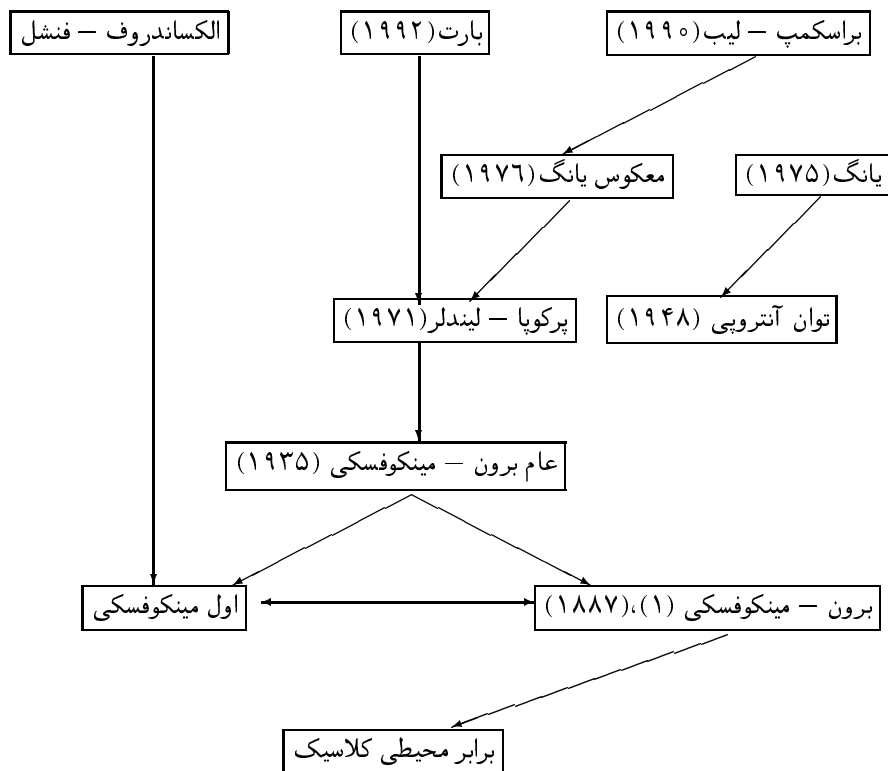 براسکمپ – لیب(۱۹۹۰)
بارت(۱۹۹۲)
الکساندروف – فنشل
یانگ(۱۹۷۵)
معکوس یانگ(۱۹۷۶)
توان آنتروپی (۱۹۴۸)
پرکوپا – لیندلر(۱۹۷۱)
عام برون – مینکوفسکی (۱۹۳۵)
برون – مینکوفسکی (۱)،(۱۸۸۷)
اول مینکوفسکی
برابر محیطی کلاسیک